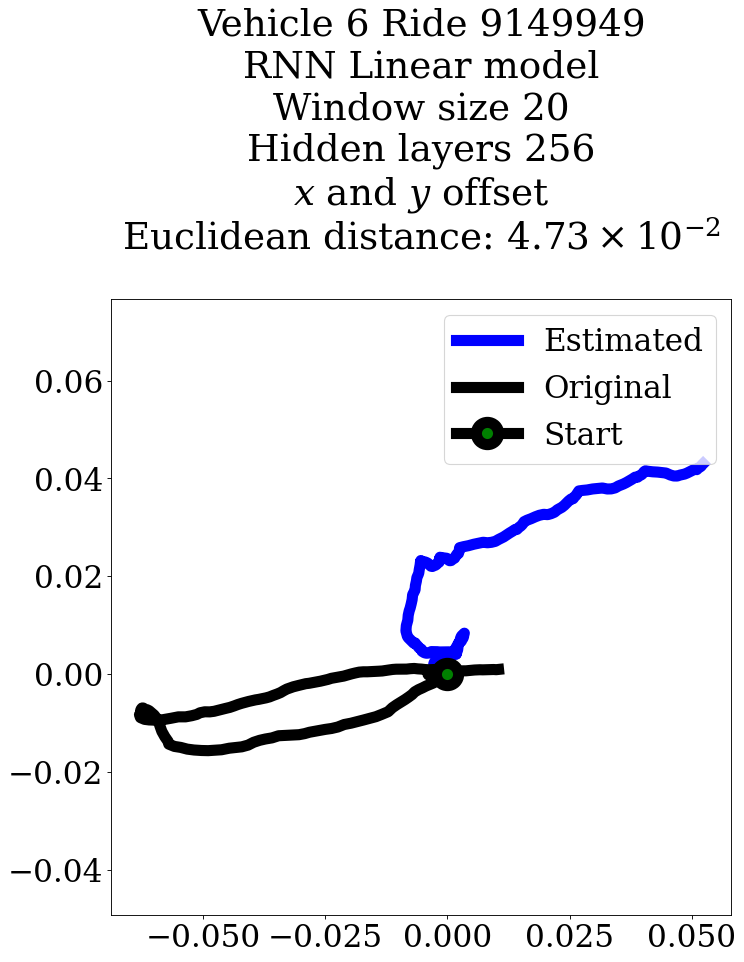 Vehicle 6 Ride 9149949
RNN Linear model
Window size 20
Hidden layers 256
x and y offset
Euclidean distance: 4.73 × 10⁻²
Estimated
Original
Start
0.06
0.04
0.02
0.00
−0.02
−0.04
−0.050 −0.025 0.000 0.025 0.050